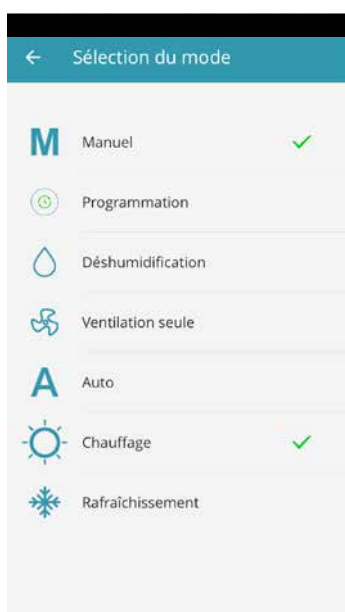 Sélection du mode
M Manuel
Programmation
Déshumidification
Ventilation seule
A Auto
Chauffage
Rafraîchissement